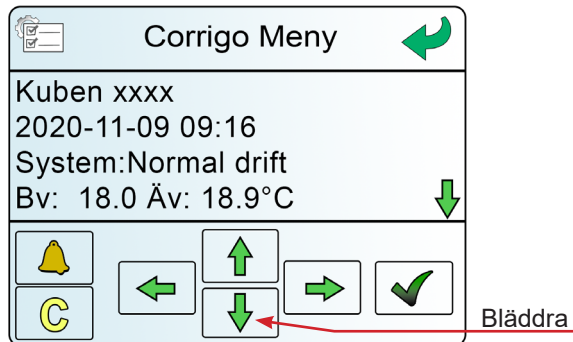 Corrigo Meny
Kuben xxxx
2020-11-09 09:16
System:Normal drift
Bv: 18.0 Äv: 18.9°C
C
Bläddra